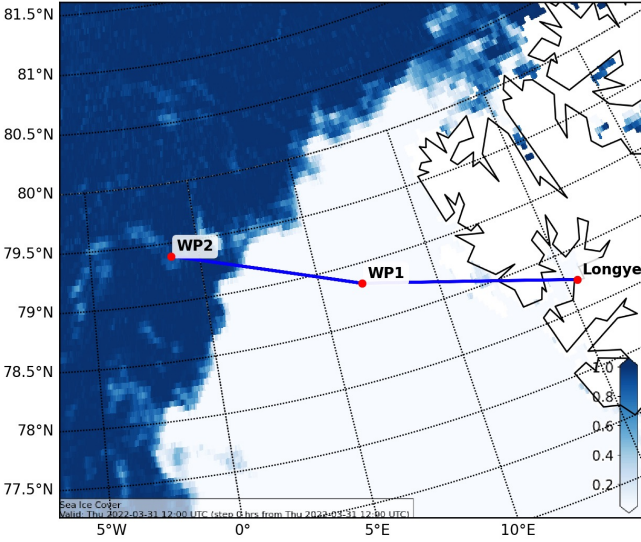 81.5°N
81°N
80.5°N
80°N
79.5°N
79°N
78.5°N
78°N
77.5°N
WP2
WP1
Longye
1.0
0.8
0.6
0.4
0.2
Sea Ice Cover
Valid: Thu 2022-03-31 12:00 UTC (step 0 hrs from Thu 2022-03-31 12:00 UTC)
5°W
0°
5°E
10°E